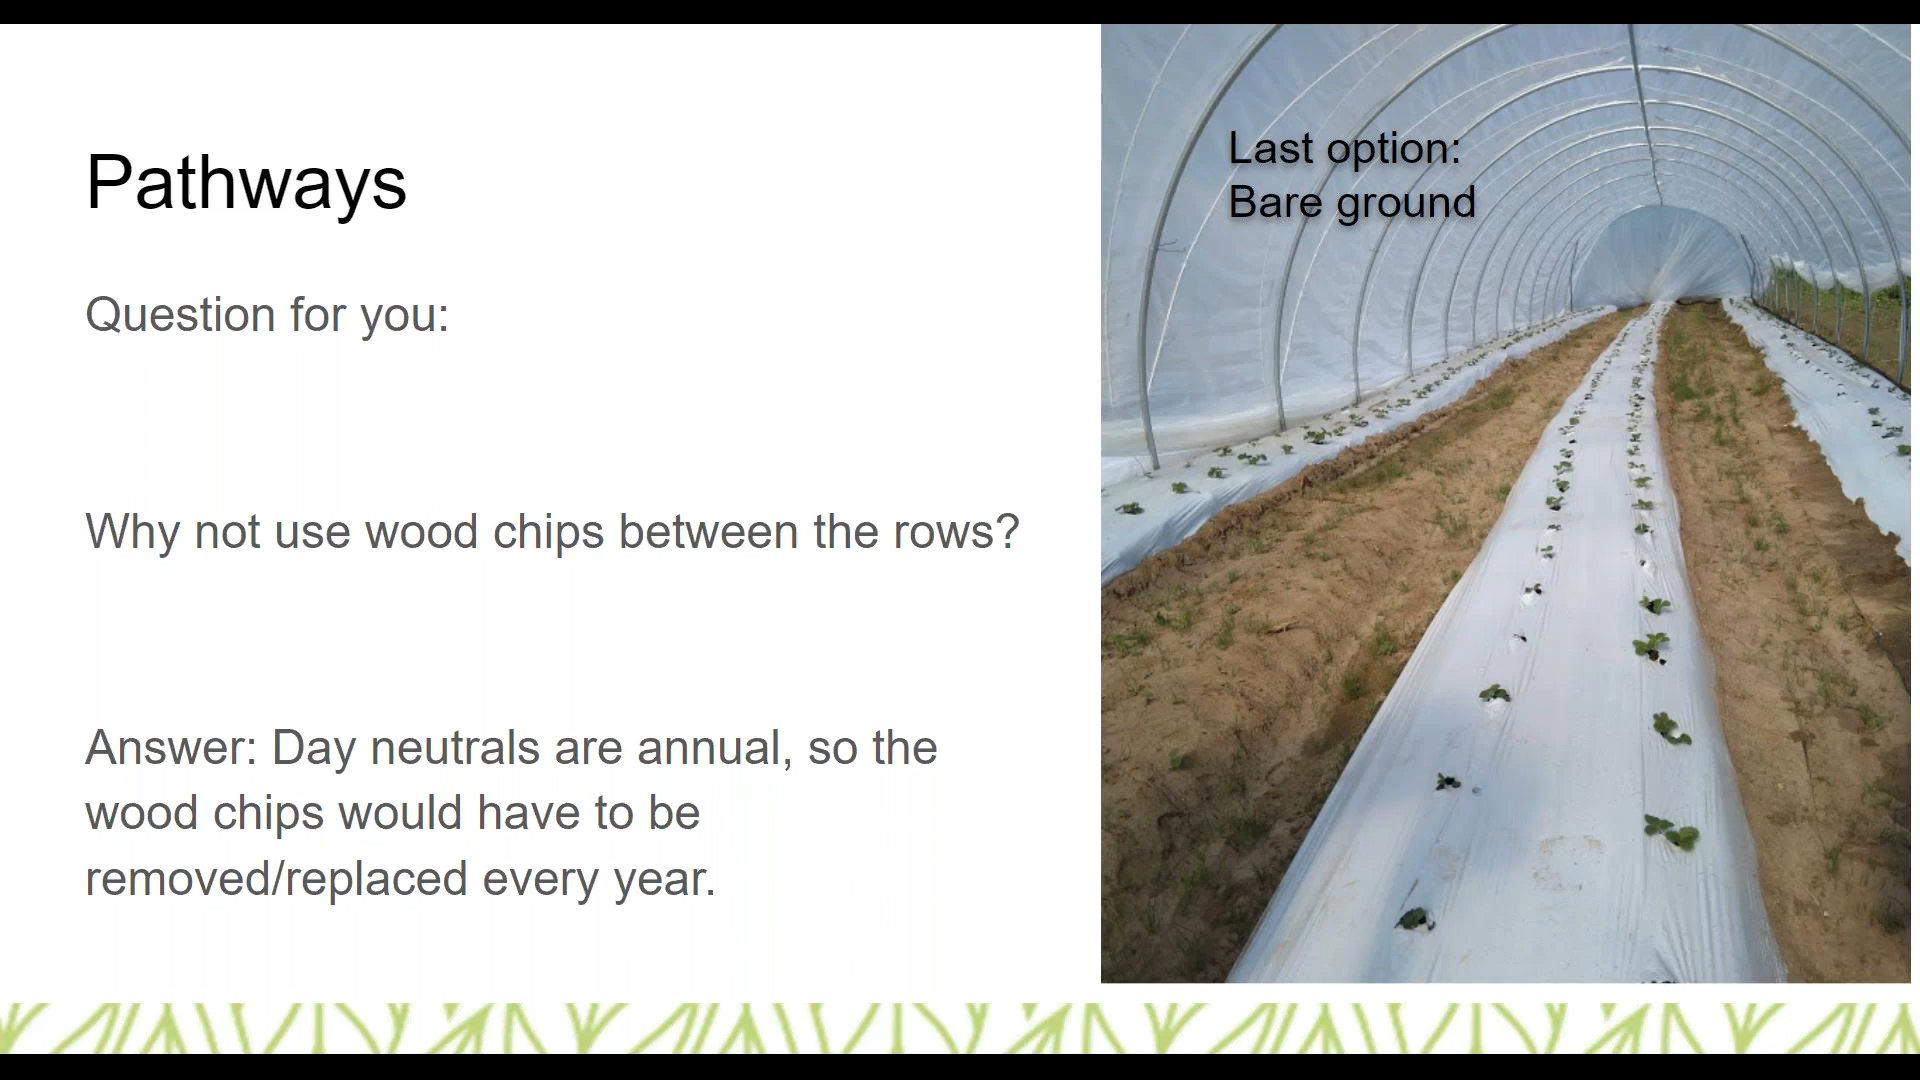 Pathways
Question for you:
Why not use wood chips between the rows?
Answer: Day neutrals are annual, so the
wood chips would have to be
removed/replaced every year.
Last option:
Bare ground